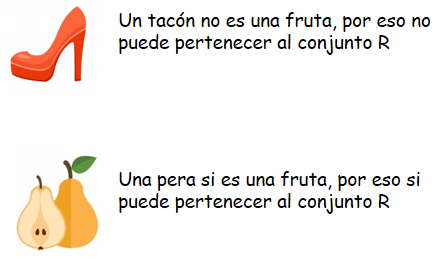 Un tacón no es una fruta, por eso no
puede pertenecer al conjunto R
Una pera si es una fruta, por eso si
puede pertenecer al conjunto R